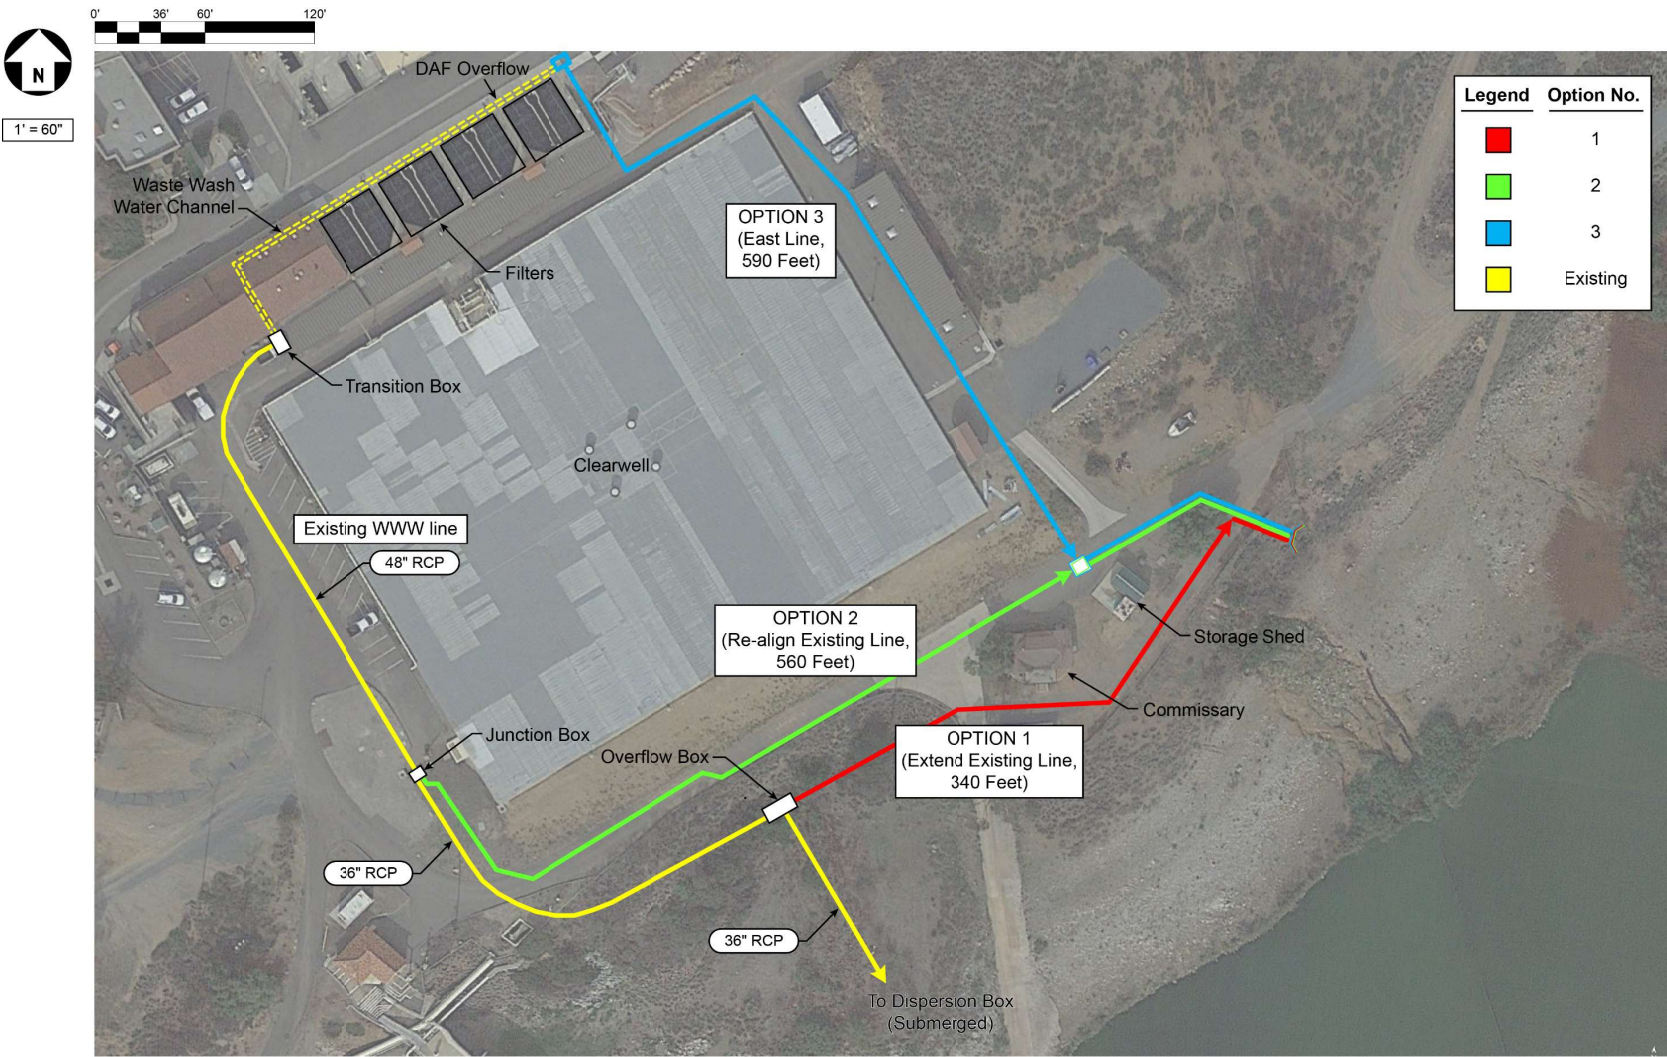 0' 36' 60' 120'
N
1' = 60"
DAF Overflow
Waste Wash
Water Channel
Filters
Transition Box
OPTION 3
(East Line,
590 Feet)
Legend Option No.
1
2
3
Existing
Clearwell
Existing WWW line
48" RCP
OPTION 2
(Re-align Existing Line,
560 Feet)
Storage Shed
Commissary
Junction Box
Overflow Box
OPTION 1
(Extend Existing Line,
340 Feet)
36" RCP
36" RCP
To Dispersion Box
(Submerged)